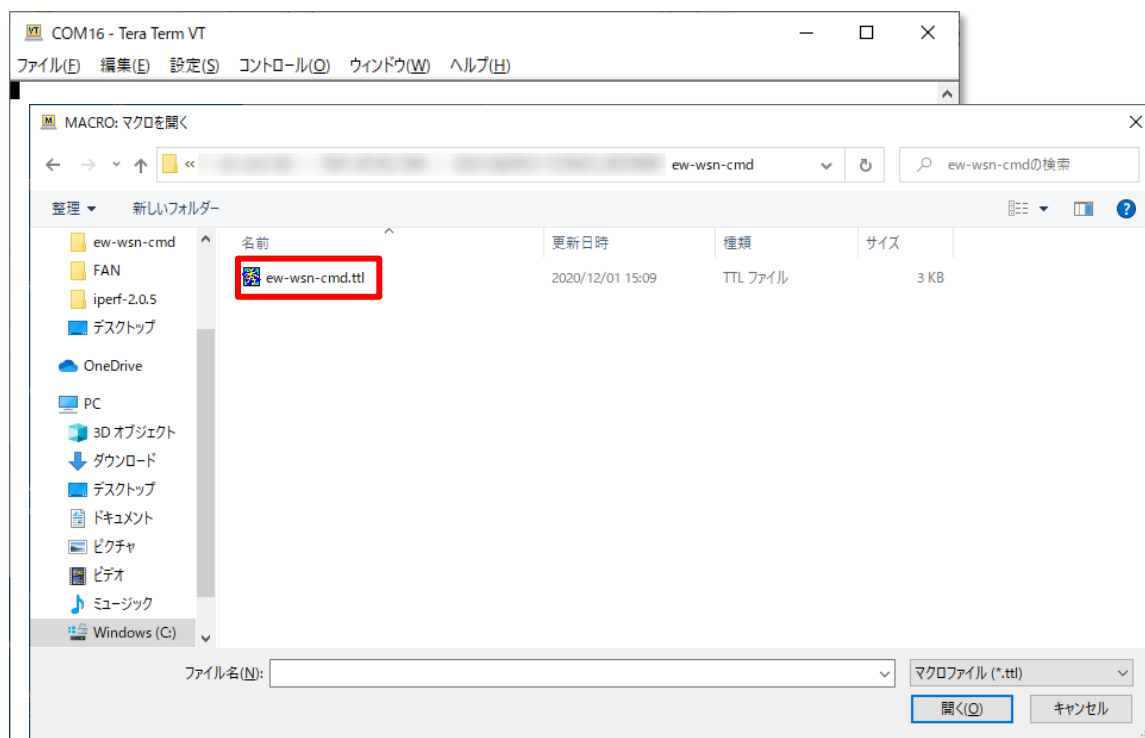 COM16 - Tera Term VT
ファイル(F) 編集(E) 設定(S) コントロール(O) ウィンドウ(W) ヘルプ(H)
MACRO: マクロを開く
« ew-wsn-cmd ew-wsn-cmdの検索
整理 新しいフォルダー
名前 更新日時 種類 サイズ
ew-wsn-cmd
FAN
iperf-2.0.5
デスクトップ
OneDrive
PC
3D オブジェクト
ダウンロード
デスクトップ
ドキュメント
ピクチャ
ビデオ
ミュージック
Windows (C:)
ew-wsn-cmd.ttl 2020/12/01 15:09 TTL ファイル 3 KB
ファイル名(N): マクロファイル (*.ttl)
開く(O) キャンセル